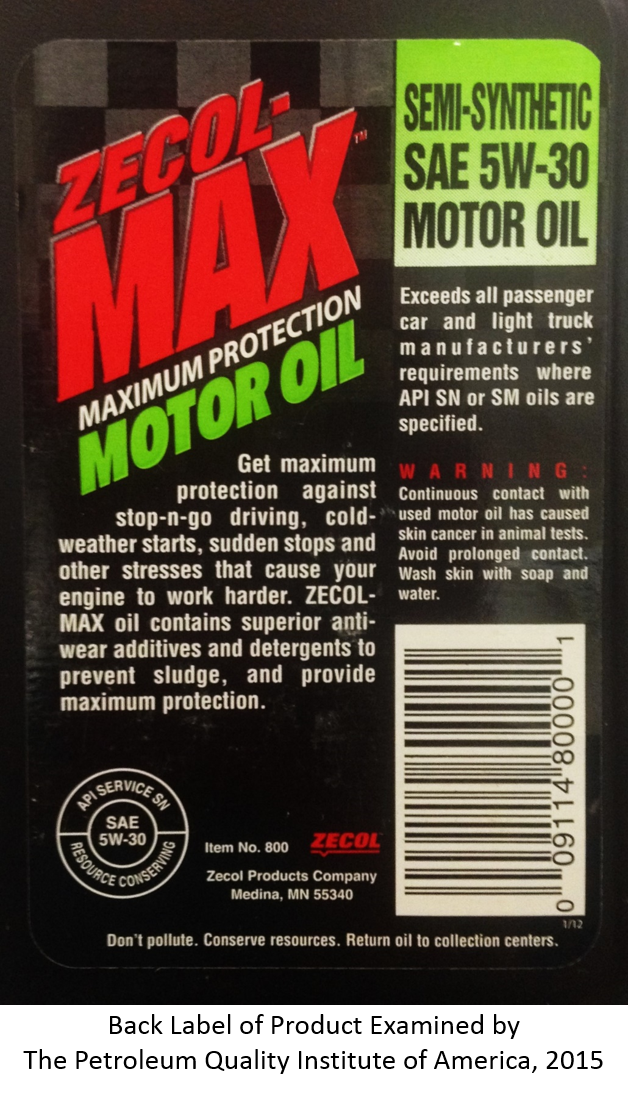 ZECOL-
MAX™
MAXIMUM PROTECTION
MOTOR OIL
Get maximum
protection against
stop-n-go driving, cold-
weather starts, sudden stops and
other stresses that cause your
engine to work harder. ZECOL-
MAX oil contains superior anti-
wear additives and detergents to
prevent sludge, and provide
maximum protection.
API SERVICE SN
SAE
5W-30
RESOURCE CONSERVING
Item No. 800
ZECOL
Zecol Products Company
Medina, MN 55340
SEMI-SYNTHETIC
SAE 5W-30
MOTOR OIL
Exceeds all passenger
car and light truck
manufacturers'
requirements where
API SN or SM oils are
specified.
WARNING:
Continuous contact with
used motor oil has caused
skin cancer in animal tests.
Avoid prolonged contact.
Wash skin with soap and
water.
0 09114 80000 1
1/12
Don't pollute. Conserve resources. Return oil to collection centers.
Back Label of Product Examined by
The Petroleum Quality Institute of America, 2015